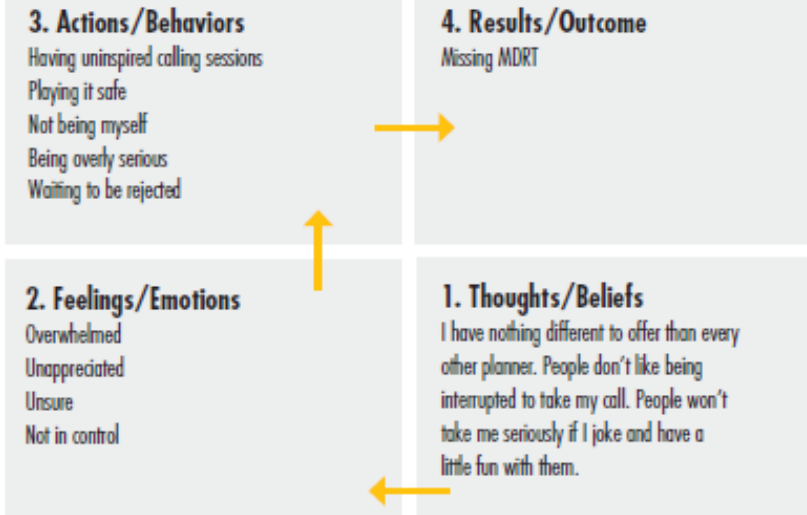 3. Actions/Behaviors
Having uninspired calling sessions
Playing it safe
Not being myself
Being overly serious
Waiting to be rejected
4. Results/Outcome
Missing MDRT
2. Feelings/Emotions
Overwhelmed
Unappreciated
Unsure
Not in control
1. Thoughts/Beliefs
I have nothing different to offer than every
other planner. People don't like being
interrupted to take my call. People won't
take me seriously if I joke and have a
little fun with them.